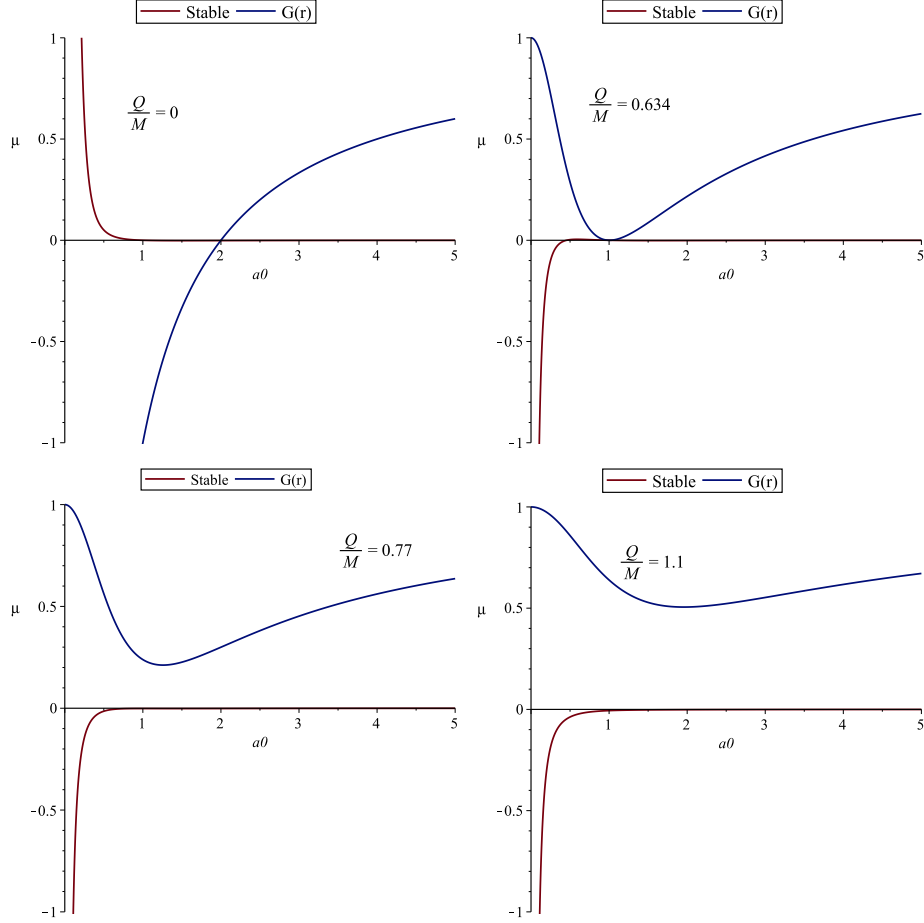 Stable G(r)
1
Q
M = 0
0.5
μ
0
1 2 3 4 5
a0
-0.5
-1
Stable G(r)
1
Q
M = 0.634
0.5
μ
0
1 2 3 4 5
a0
-0.5
-1
Stable G(r)
1
Q
M = 0.77
0.5
μ
0
1 2 3 4 5
a0
-0.5
-1
Stable G(r)
1
Q
M = 1.1
0.5
μ
0
1 2 3 4 5
a0
-0.5
-1